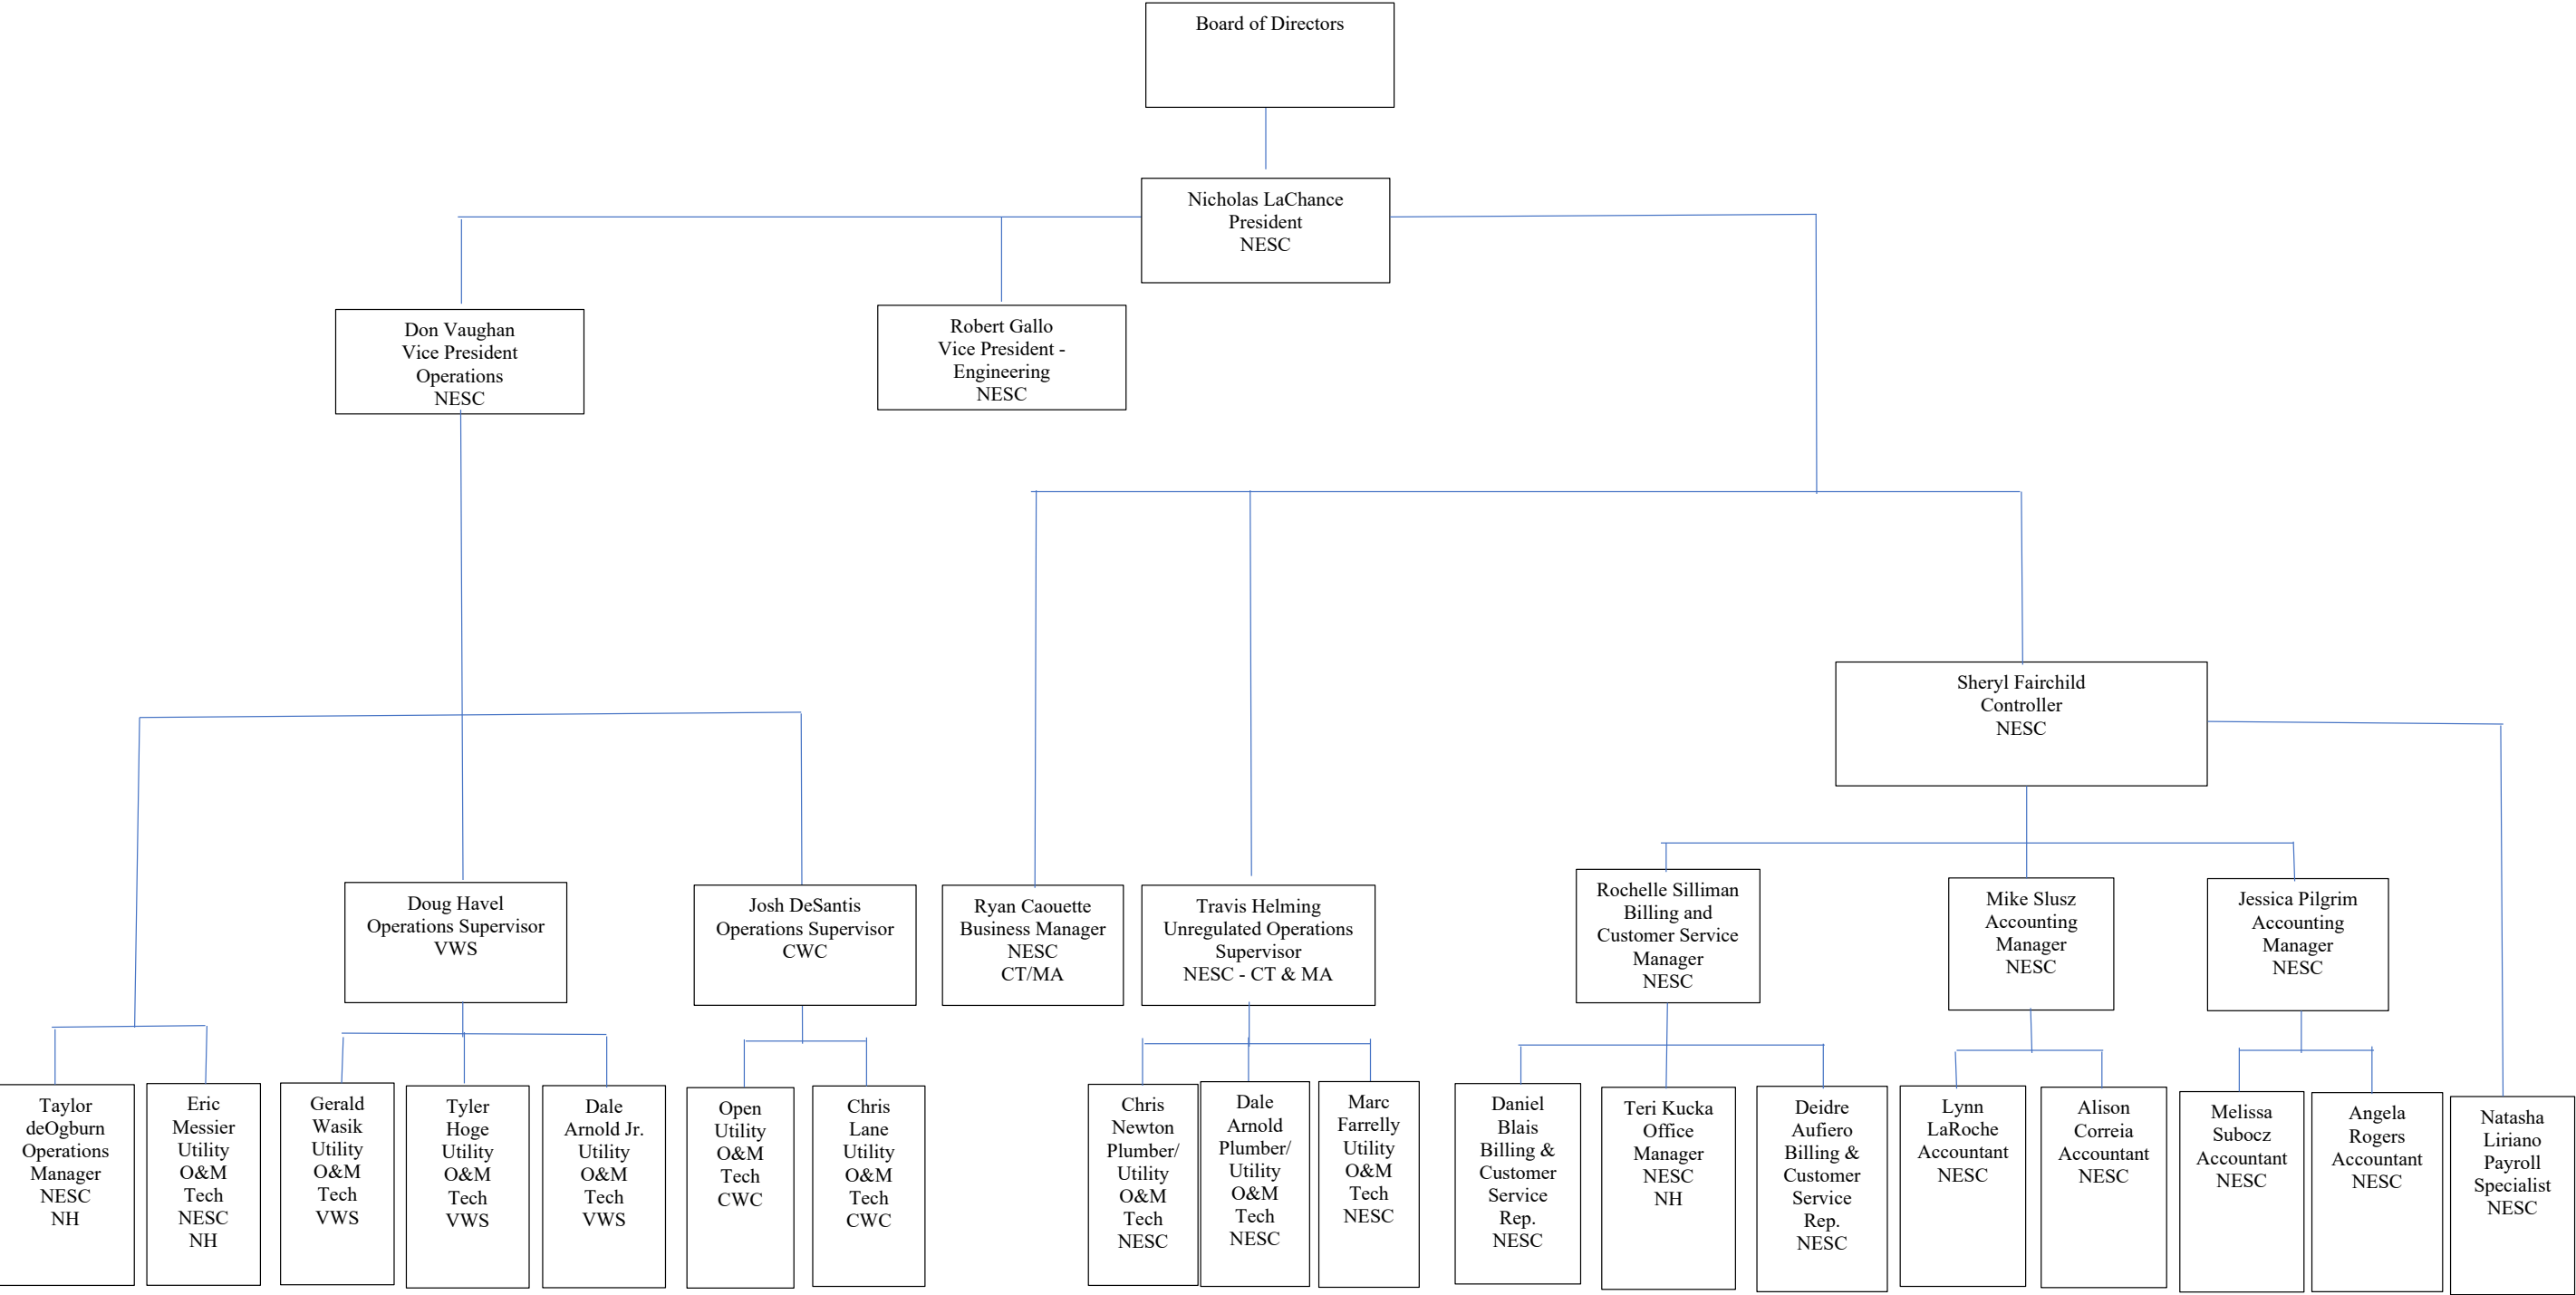 Board of Directors
Nicholas LaChance
President
NESC
Don Vaughan
Vice President
Operations
NESC
Robert Gallo
Vice President -
Engineering
NESC
Sheryl Fairchild
Controller
NESC
Doug Havel
Operations Supervisor
VWS
Josh DeSantis
Operations Supervisor
CWC
Ryan Caouette
Business Manager
NESC
CT/MA
Travis Helming
Unregulated Operations
Supervisor
NESC - CT & MA
Rochelle Silliman
Billing and
Customer Service
Manager
NESC
Mike Slusz
Accounting
Manager
NESC
Jessica Pilgrim
Accounting
Manager
NESC
Taylor
deOgburn
Operations
Manager
NESC
NH
Eric
Messier
Utility
O&M
Tech
NESC
NH
Gerald
Wasik
Utility
O&M
Tech
VWS
Tyler
Hoge
Utility
O&M
Tech
VWS
Dale
Arnold Jr.
Utility
O&M
Tech
VWS
Open
Utility
O&M
Tech
CWC
Chris
Lane
Utility
O&M
Tech
CWC
Chris
Newton
Plumber/
Utility
O&M
Tech
NESC
Dale
Arnold
Plumber/
Utility
O&M
Tech
NESC
Marc
Farrelly
Utility
O&M
Tech
NESC
Daniel
Blais
Billing &
Customer
Service
Rep.
NESC
Teri Kucka
Office
Manager
NESC
NH
Deidre
Aufiero
Billing &
Customer
Service
Rep.
NESC
Lynn
LaRoche
Accountant
NESC
Alison
Correia
Accountant
NESC
Melissa
Subocz
Accountant
NESC
Angela
Rogers
Accountant
NESC
Natasha
Liriano
Payroll
Specialist
NESC